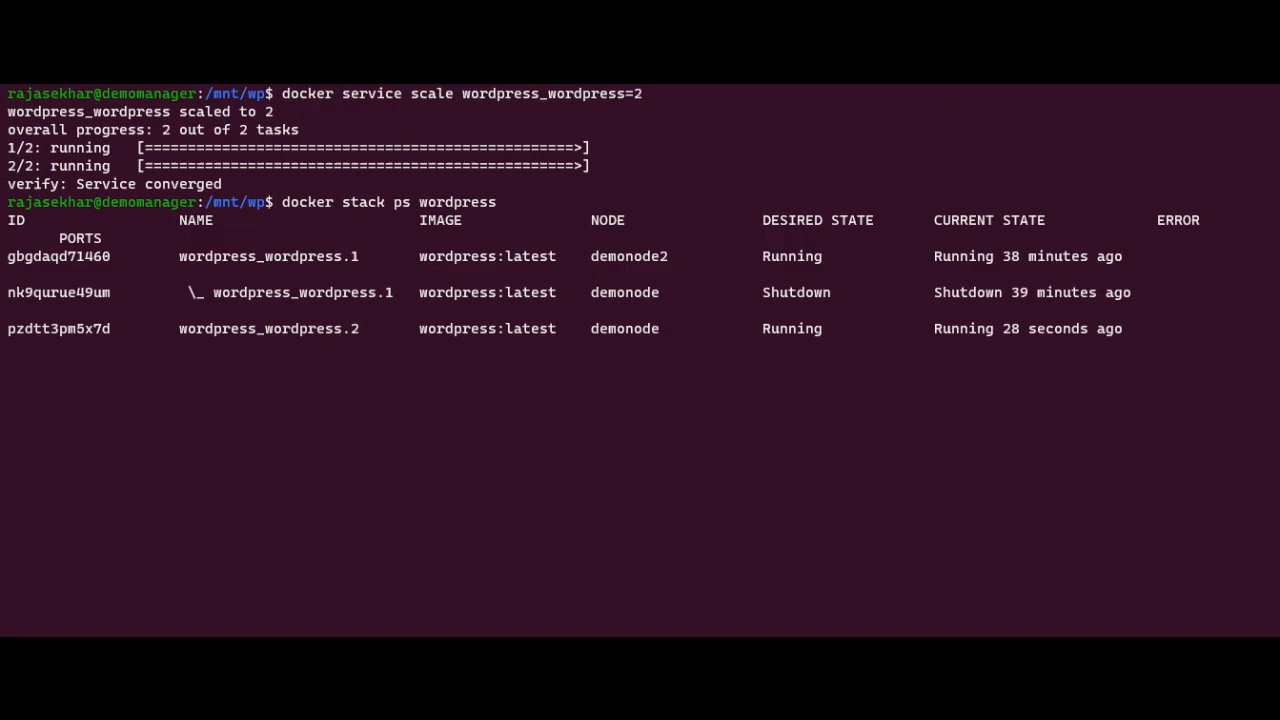 rajasekhar@demomanager:/mnt/wp$ docker service scale wordpress_wordpress=2
wordpress_wordpress scaled to 2
overall progress: 2 out of 2 tasks
1/2: running   [==================================================>]
2/2: running   [==================================================>]
verify: Service converged
rajasekhar@demomanager:/mnt/wp$ docker stack ps wordpress
ID                  NAME                        IMAGE               NODE                DESIRED STATE       CURRENT STATE             ERROR
      PORTS
gbgdaqd71460        wordpress_wordpress.1       wordpress:latest    demonode2           Running             Running 38 minutes ago
nk9qurue49um         \_ wordpress_wordpress.1   wordpress:latest    demonode            Shutdown            Shutdown 39 minutes ago
pzdtt3pm5x7d        wordpress_wordpress.2       wordpress:latest    demonode            Running             Running 28 seconds ago